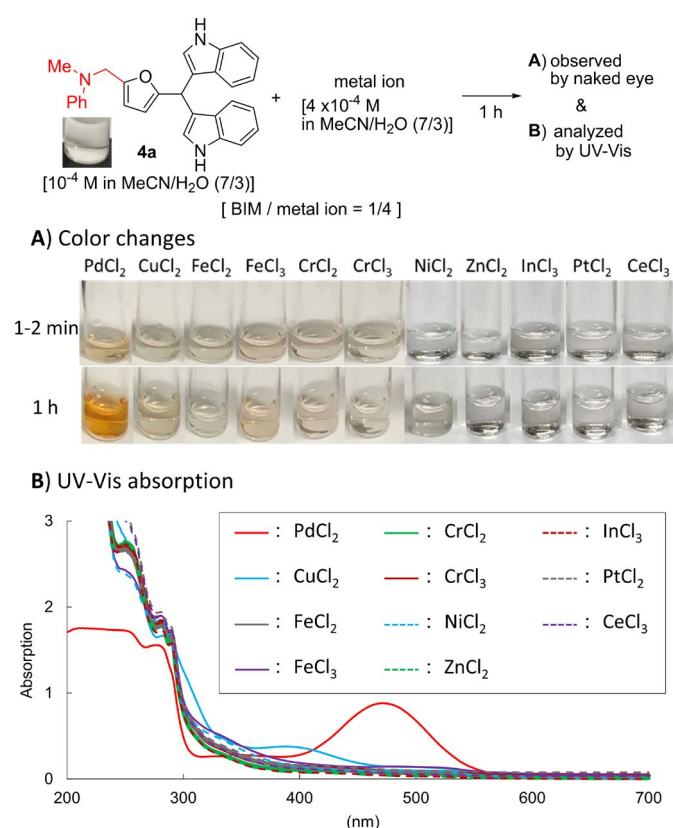 H
N
Me
N
O
Ph
N
H
4a
[10⁻⁴ M in MeCN/H₂O (7/3)]
+
metal ion
[4 x10⁻⁴ M
in MeCN/H₂O (7/3)]
1 h
A) observed
by naked eye
&
B) analyzed
by UV-Vis
[ BIM / metal ion = 1/4 ]
A) Color changes
PdCl₂ CuCl₂ FeCl₂ FeCl₃ CrCl₂ CrCl₃ NiCl₂ ZnCl₂ InCl₃ PtCl₂ CeCl₃
1-2 min
1 h
B) UV-Vis absorption
3
2
1
0
Absorption
: PdCl₂ : CrCl₂ : InCl₃
: CuCl₂ : CrCl₃ : PtCl₂
: FeCl₂ : NiCl₂ : CeCl₃
: FeCl₃ : ZnCl₂
200 300 400 500 600 700
(nm)